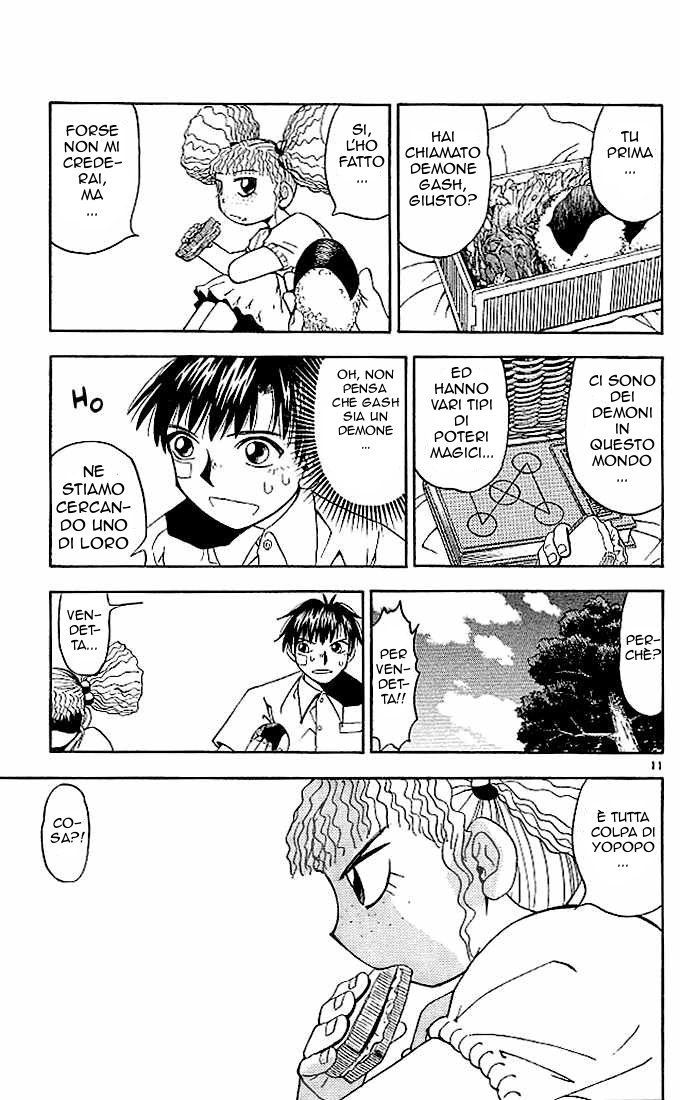 TU
PRIMA
...
HAI
CHIAMATO
DEMONE
GASH,
GIUSTO?
SI,
L'HO
FATTO
...
FORSE
NON MI
CREDE-
RAI,
MA
...
CI SONO
DEI
DEMONI
IN
QUESTO
MONDO
...
ED
HANNO
VARI TIPI
DI
POTERI
MAGICI...
OH, NON
PENSA
CHE GASH
SIA UN
DEMONE
...
HO
NE
STIAMO
CERCAN-
DO UNO
DI LORO
PER-
CHÈ?
PER
VEN-
DET-
TA!!
VEN-
DET-
TA...
11
È TUTTA
COLPA DI
YOPOPO
...
CO-
SA?!